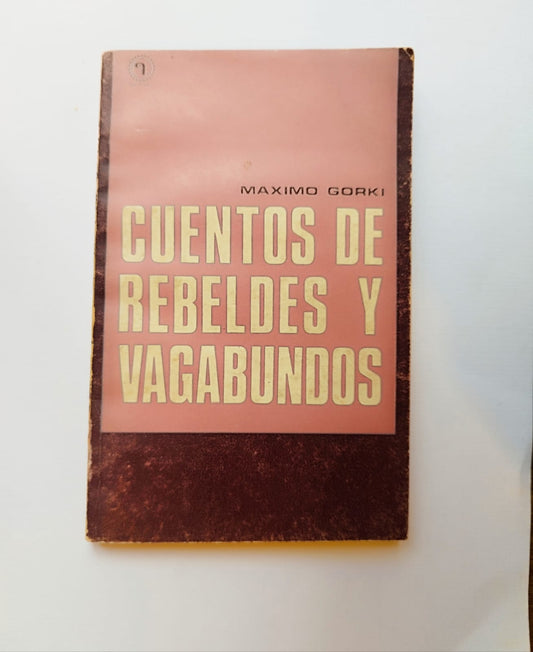 MAXIMO GORKI
CUENTOS DE
REBELDES Y
VAGABUNDOS